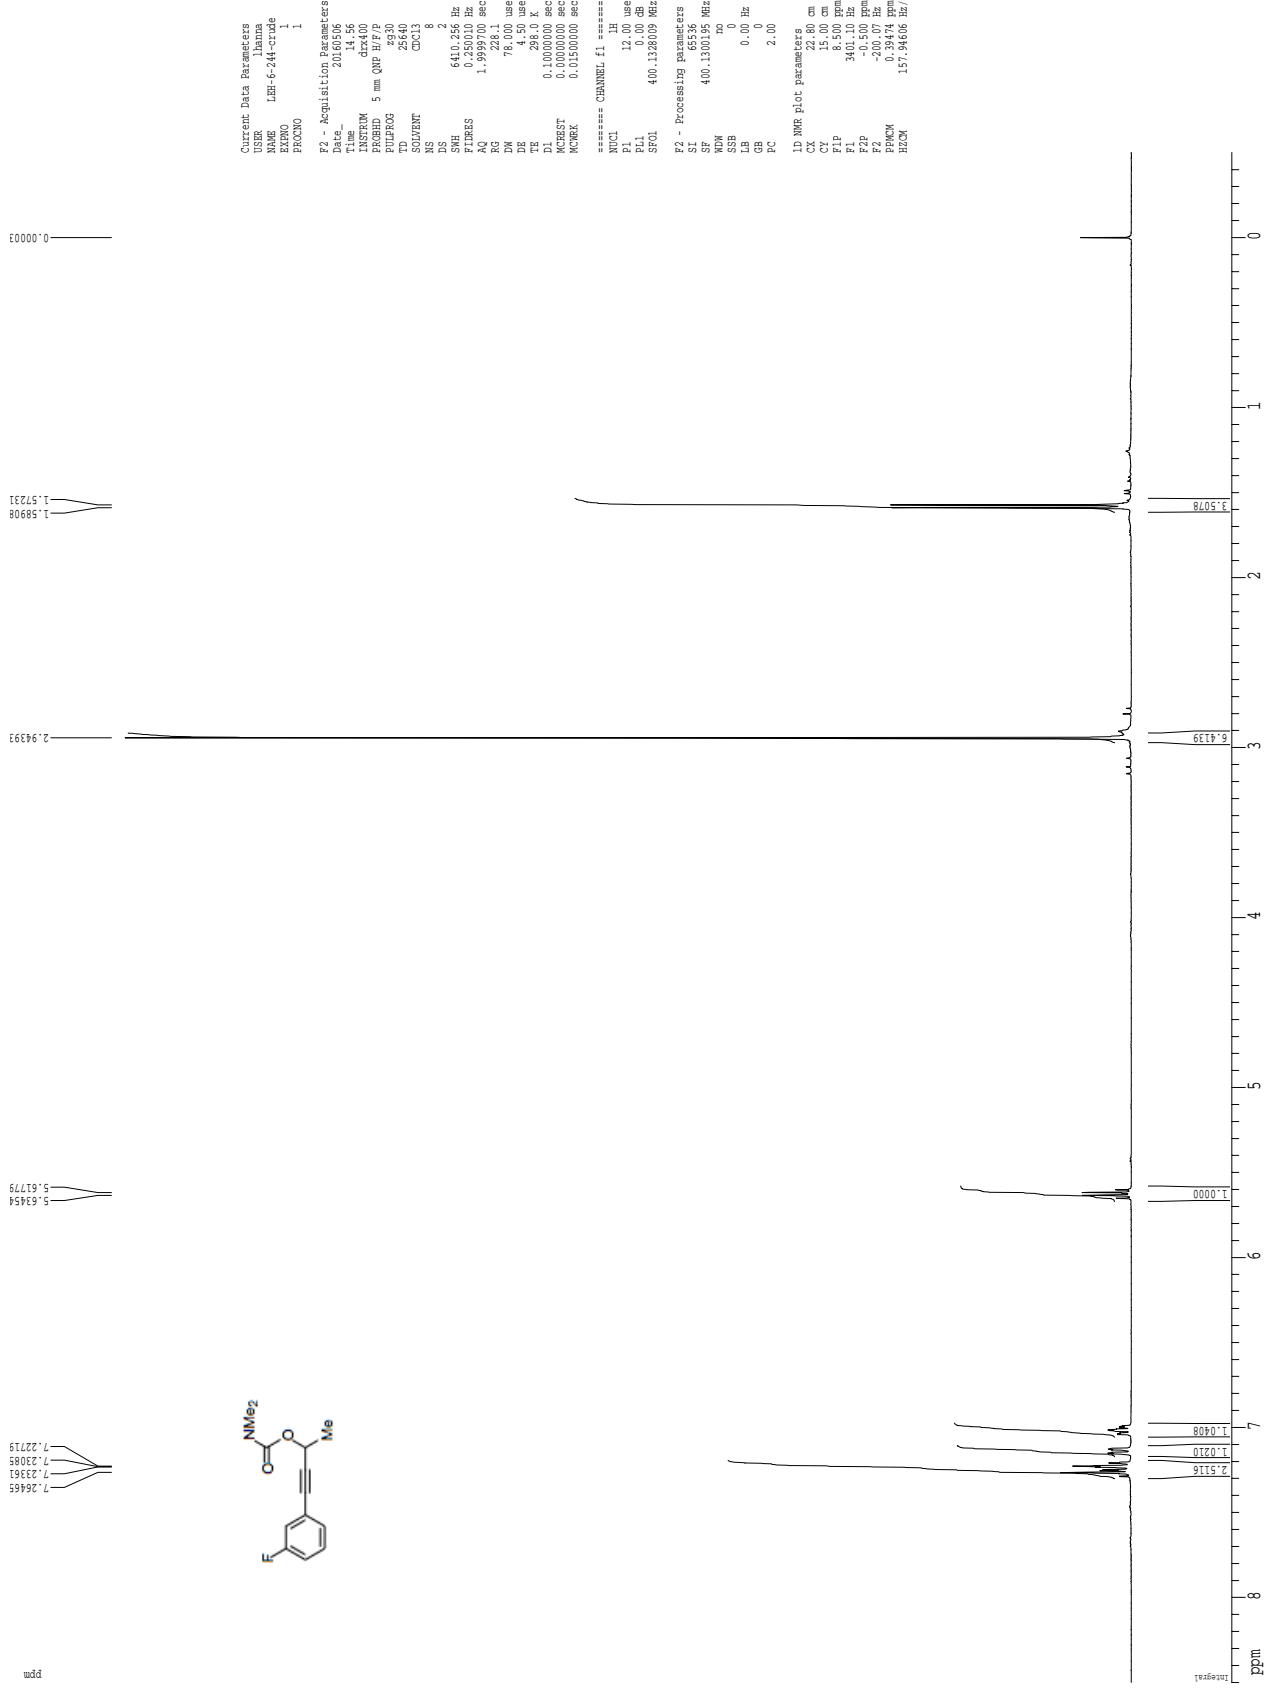 Current Data Parameters
USER lhanna
NAME LEH-6-244-crude
EXPNO 1
PROCNO 1
F2 - Acquisition Parameters
Date_ 20160506
Time 14.56
INSTRUM drx400
PROBHD 5 mm QNP H/F/P
PULPROG zg30
TD 25640
SOLVENT CDCl3
NS 8
DS 2
SWH 6410.256 Hz
FIDRES 0.250010 Hz
AQ 1.9999700 sec
RG 228.1
DW 78.000 use
DE 4.50 use
TE 298.0 K
D1 0.10000000 sec
MCREST 0.00000000 sec
MCWRK 0.01500000 sec
======== CHANNEL f1 ========
NUC1 1H
P1 12.00 use
PL1 0.00 dB
SFO1 400.1328009 MHz
F2 - Processing parameters
SI 65536
SF 400.1300195 MHz
WDW no
SSB 0
LB 0.00 Hz
GB 0
PC 2.00
1D NMR plot parameters
CX 22.80 cm
CY 15.00 cm
F1P 8.500 ppm
F1 3401.10 Hz
F2P -0.500 ppm
F2 -200.07 Hz
PPMCM 0.39474 ppm
HZCM 157.94606 Hz/
ppm
7.26465
7.23361
7.23085
7.22719
5.63454
5.61779
2.94393
1.58908
1.57231
0.00003
F
O
NMe2
O
Me
Integral
2.5116
1.0210
1.0408
1.0000
6.4139
3.5078
ppm
8
7
6
5
4
3
2
1
0